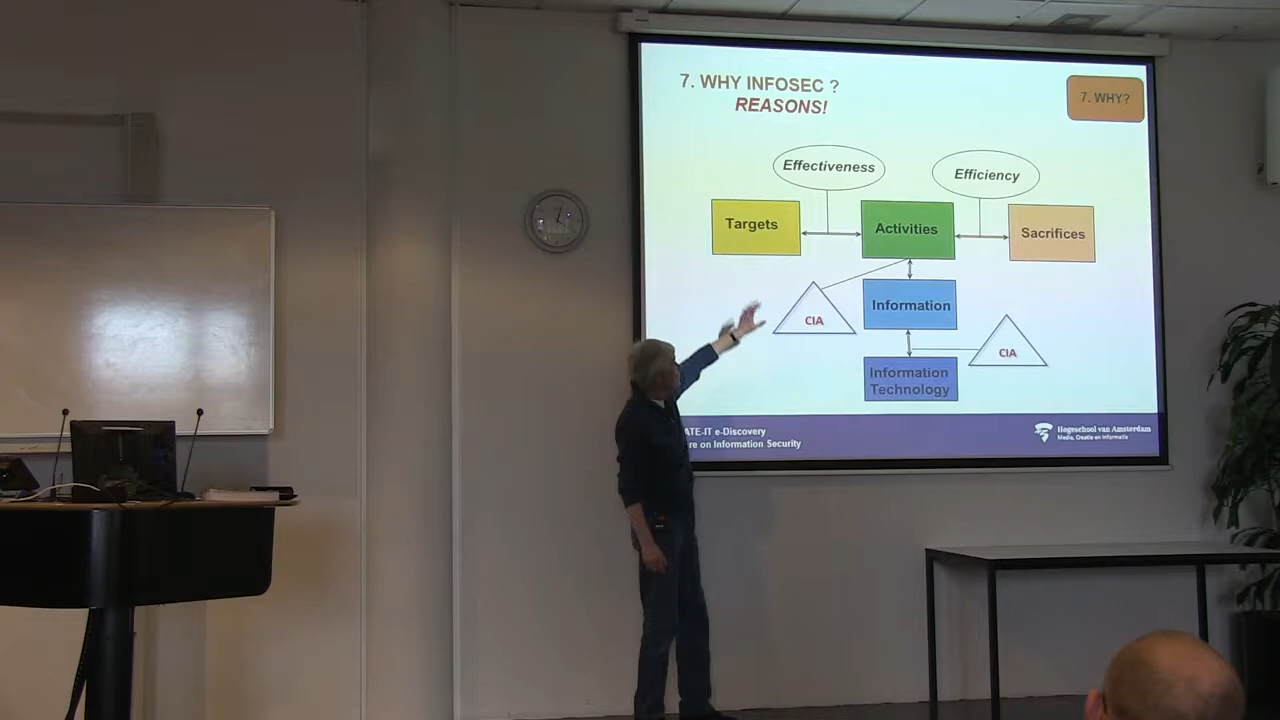 7. WHY INFOSEC ?
REASONS!
7. WHY?
Effectiveness
Efficiency
Targets
Activities
Sacrifices
CIA
Information
CIA
Information
Technology
ATE-IT e-Discovery
re on Information Security
Hogeschool van Amsterdam
Media, Creatie en Informatie